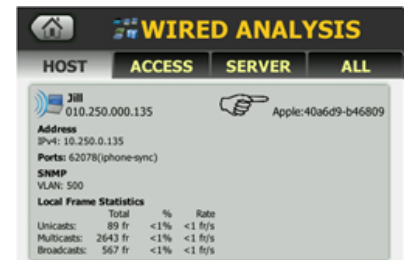 WIRED ANALYSIS
HOST ACCESS SERVER ALL
Jill
010.250.000.135 Apple:40a6d9-b46809
Address
IPv4: 10.250.0.135
Ports: 62078(iphone-sync)
SNMP
VLAN: 500
Local Frame Statistics
Total % Rate
Unicasts: 89 fr <1% <1 fr/s
Multicasts: 2643 fr <1% <1 fr/s
Broadcasts: 567 fr <1% <1 fr/s